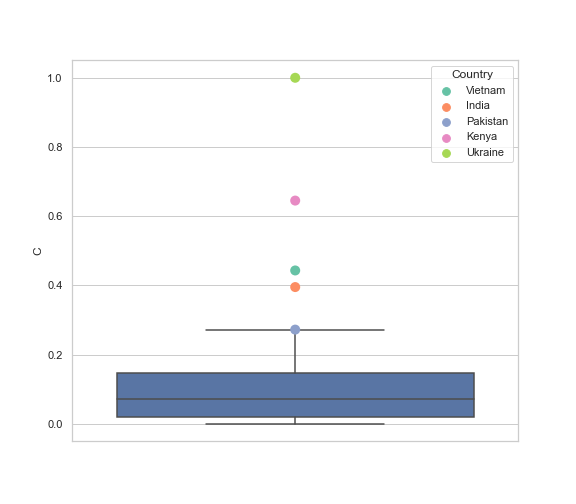 Country
Vietnam
India
Pakistan
Kenya
Ukraine
1.0
0.8
0.6
0.4
0.2
0.0
C